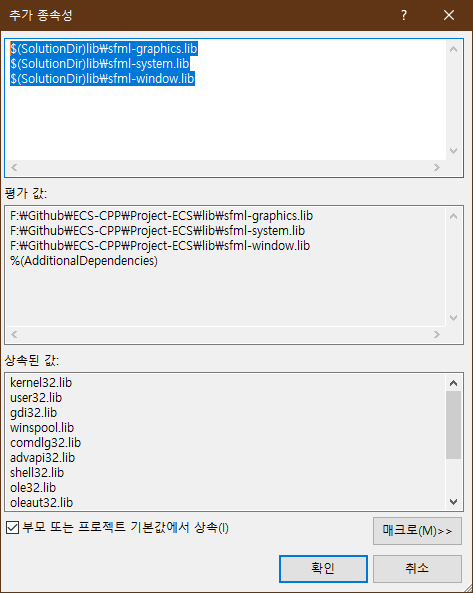 추가 종속성
$(SolutionDir)lib₩sfml-graphics.lib
$(SolutionDir)lib₩sfml-system.lib
$(SolutionDir)lib₩sfml-window.lib
평가 값:
F:₩Github₩ECS-CPP₩Project-ECS₩lib₩sfml-graphics.lib
F:₩Github₩ECS-CPP₩Project-ECS₩lib₩sfml-system.lib
F:₩Github₩ECS-CPP₩Project-ECS₩lib₩sfml-window.lib
%(AdditionalDependencies)
상속된 값:
kernel32.lib
user32.lib
gdi32.lib
winspool.lib
comdlg32.lib
advapi32.lib
shell32.lib
ole32.lib
oleaut32.lib
부모 또는 프로젝트 기본값에서 상속(I)
매크로(M)>>
확인
취소